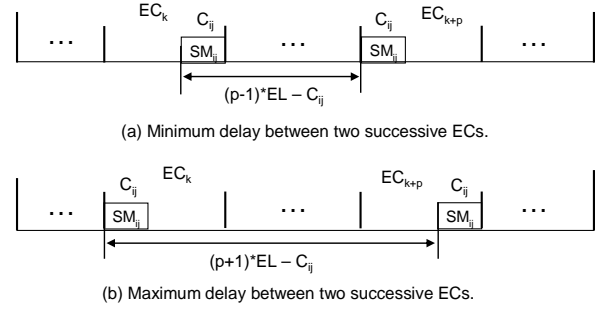 EC_k C_ij C_ij EC_k+p
... SM_ij ... SM_ij ...
(p-1)*EL – C_ij
(a) Minimum delay between two successive ECs.
C_ij EC_k EC_k+p C_ij
... SM_ij ... SM_ij ...
(p+1)*EL – C_ij
(b) Maximum delay between two successive ECs.